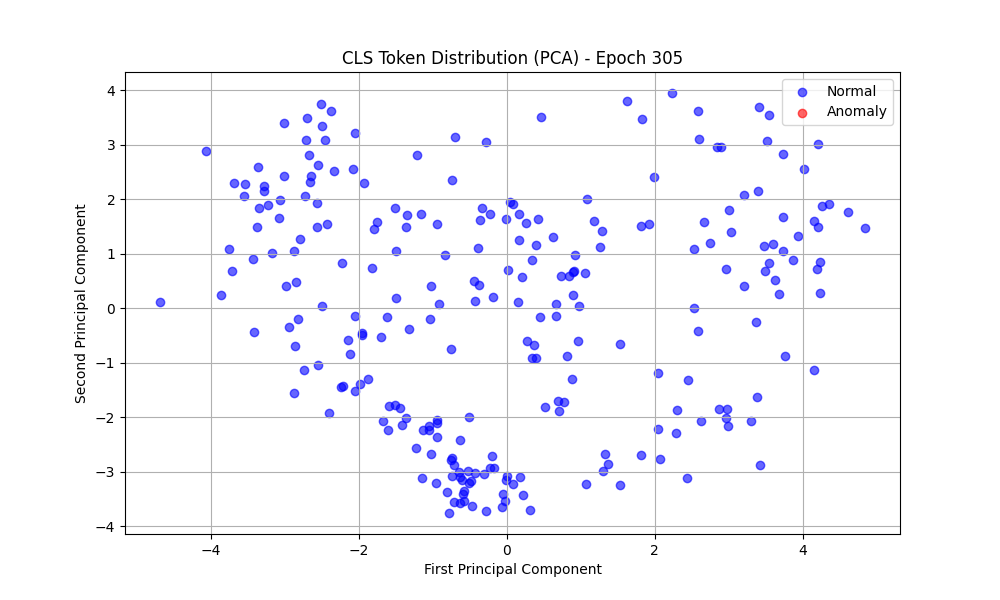 CLS Token Distribution (PCA) - Epoch 305
Normal
Anomaly
4
3
2
1
0
−1
−2
−3
−4
Second Principal Component
−4
−2
0
2
4
First Principal Component